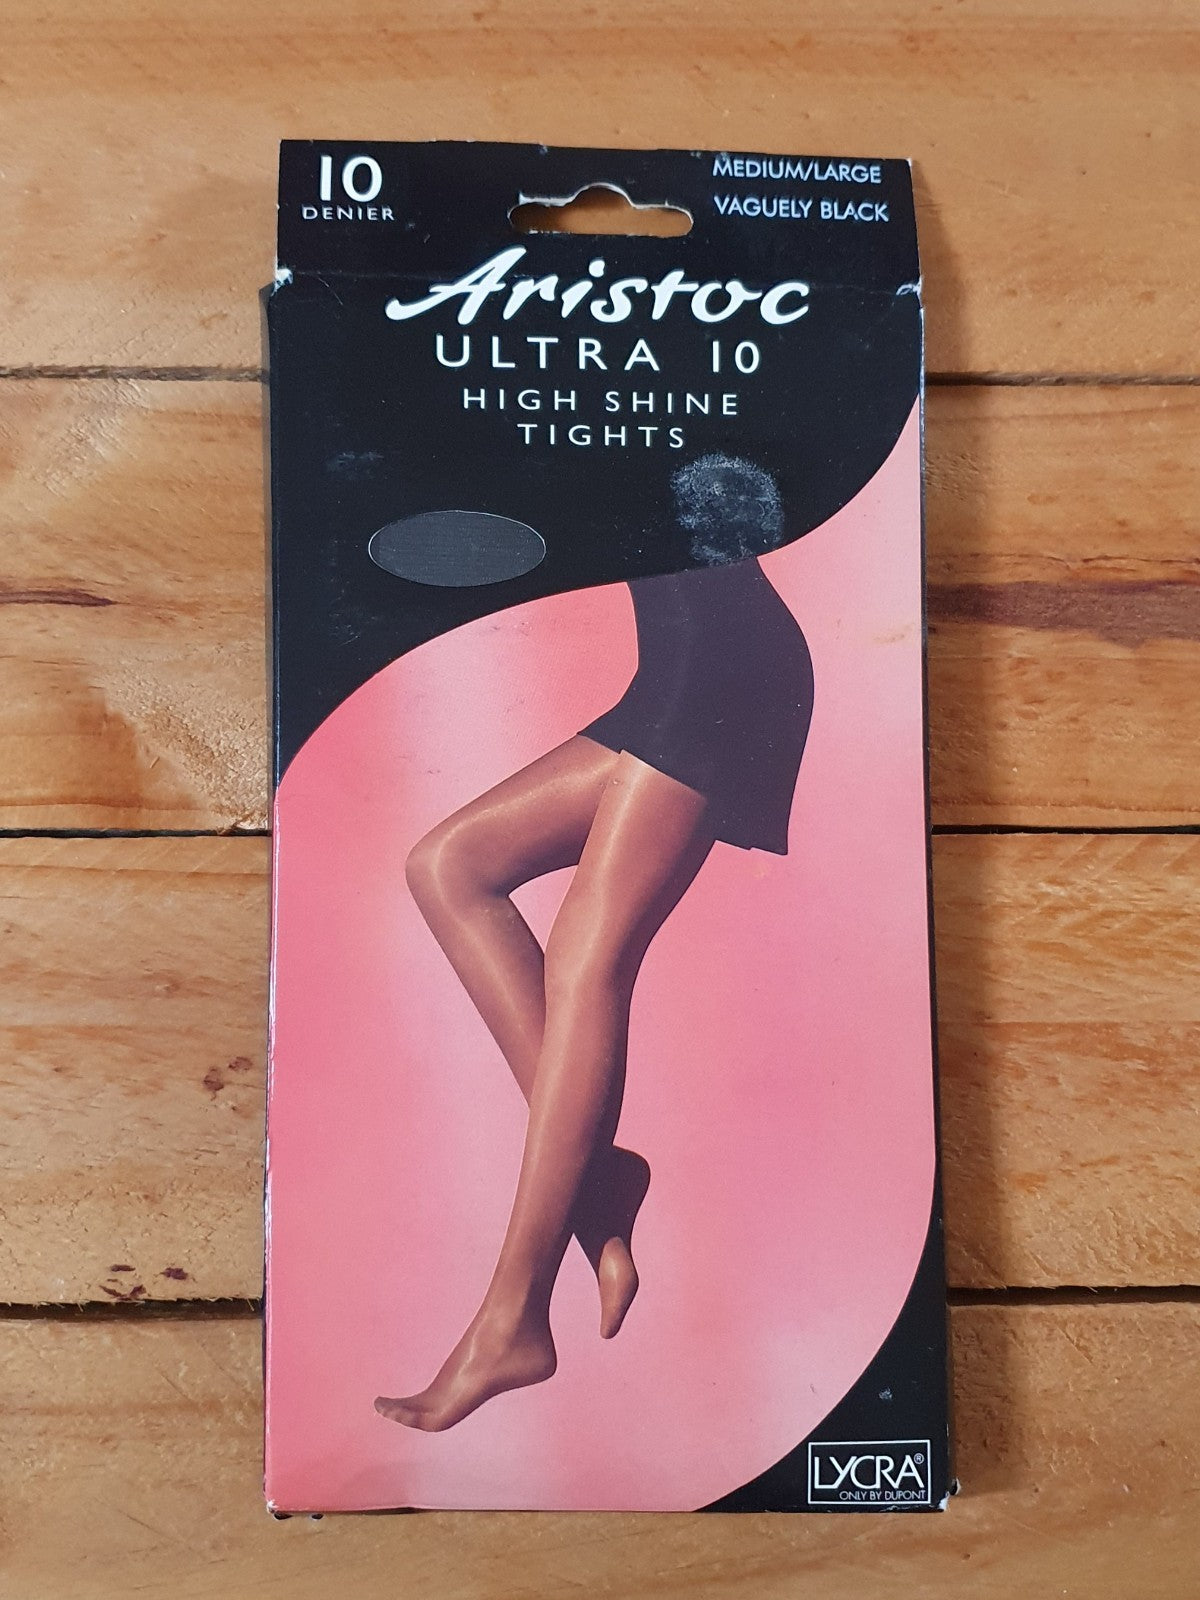 10
DENIER
MEDIUM/LARGE
VAGUELY BLACK
Aristoc
ULTRA 10
HIGH SHINE
TIGHTS
LYCRA®
ONLY BY DUPONT